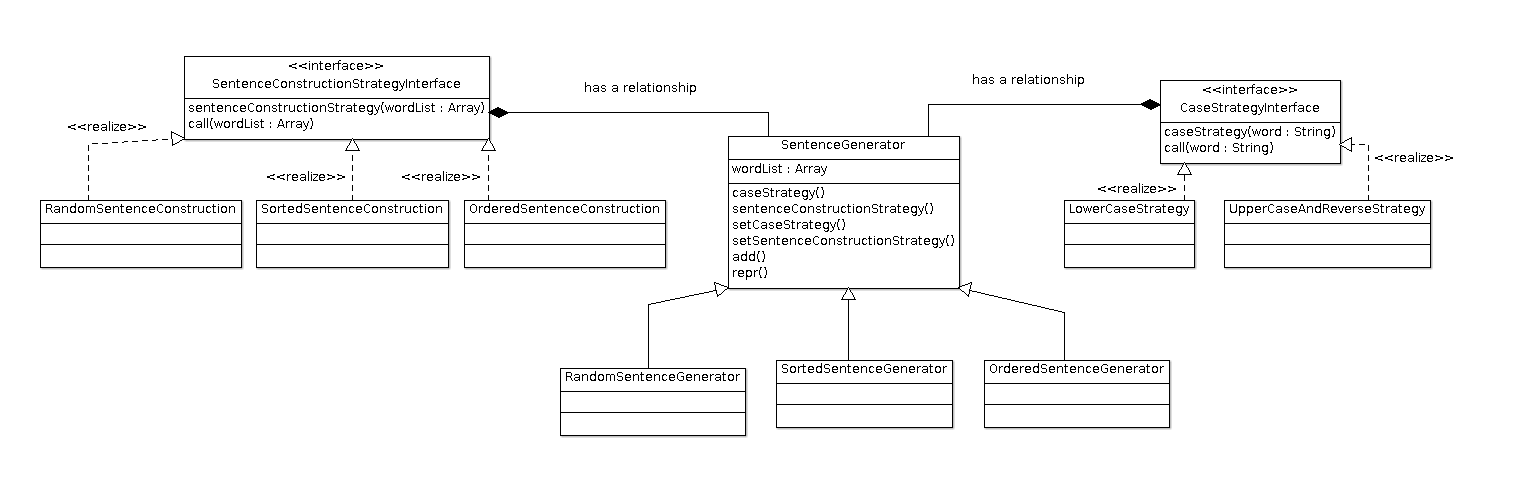 <<interface>>
SentenceConstructionStrategyInterface
sentenceConstructionStrategy(wordList : Array)
call(wordList : Array)
has a relationship
has a relationship
<<interface>>
CaseStrategyInterface
caseStrategy(word : String)
call(word : String)
<<realize>>
<<realize>>
<<realize>>
SentenceGenerator
wordList : Array
caseStrategy()
sentenceConstructionStrategy()
setCaseStrategy()
setSentenceConstructionStrategy()
add()
repr()
<<realize>>
<<realize>>
RandomSentenceConstruction
SortedSentenceConstruction
OrderedSentenceConstruction
LowerCaseStrategy
UpperCaseAndReverseStrategy
RandomSentenceGenerator
SortedSentenceGenerator
OrderedSentenceGenerator